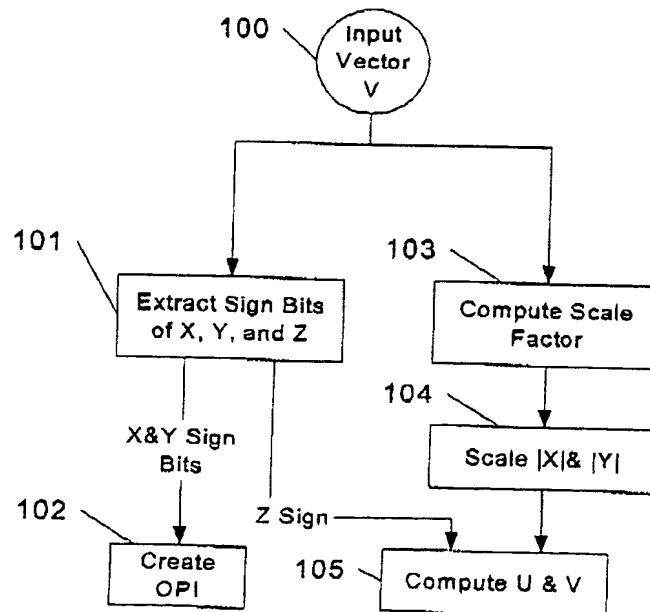 100
Input
Vector
V
101
Extract Sign Bits
of X, Y, and Z
103
Compute Scale
Factor
104
X&Y Sign
Bits
Scale |X|& |Y|
102
Z Sign
Create
OPI
105
Compute U & V